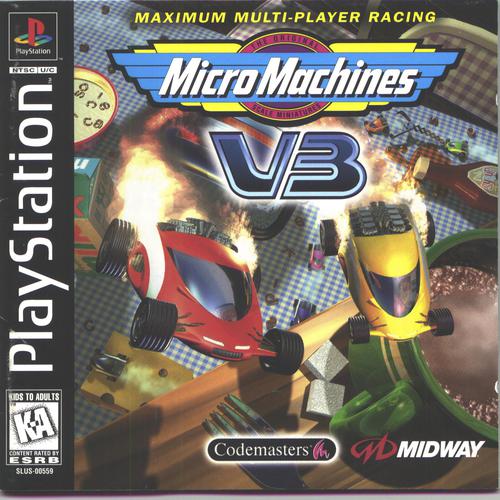 MAXIMUM MULTI-PLAYER RACING
PlayStation
NTSC U/C
PlayStation
THE ORIGINAL
Micro Machines
SCALE MINIATURES
V3
KIDS TO ADULTS
K-A
CONTENT RATED BY
ESRB
SLUS-00559
Codemasters
MIDWAY